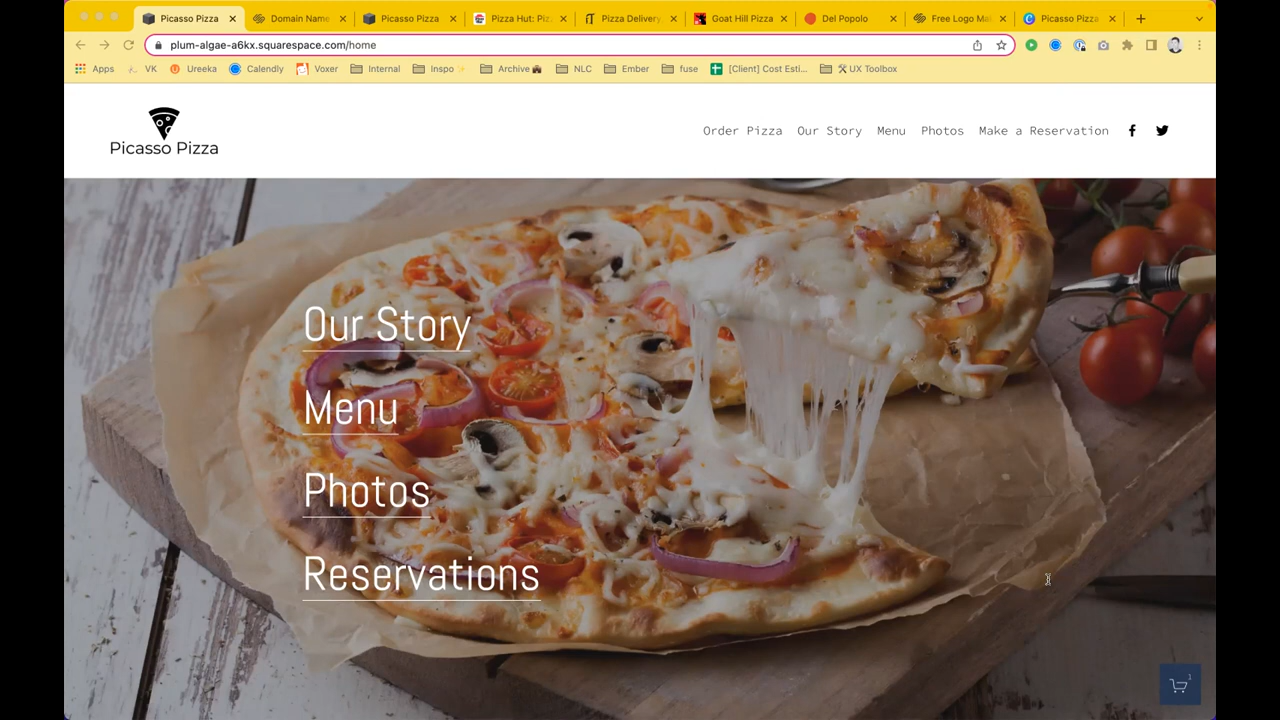 Picasso Pizza
Domain Name
Picasso Pizza
Pizza Hut: Piz
Pizza Delivery
Goat Hill Pizza
Del Popolo
Free Logo Ma
Picasso Pizza
plum-algae-a6kx.squarespace.com/home
Apps VK Ureeka Calendly Voxer Internal Inspo Archive NLC Ember fuse [Client] Cost Esti... UX Toolbox
Picasso Pizza
Order Pizza Our Story Menu Photos Make a Reservation
Our Story
Menu
Photos
Reservations
1